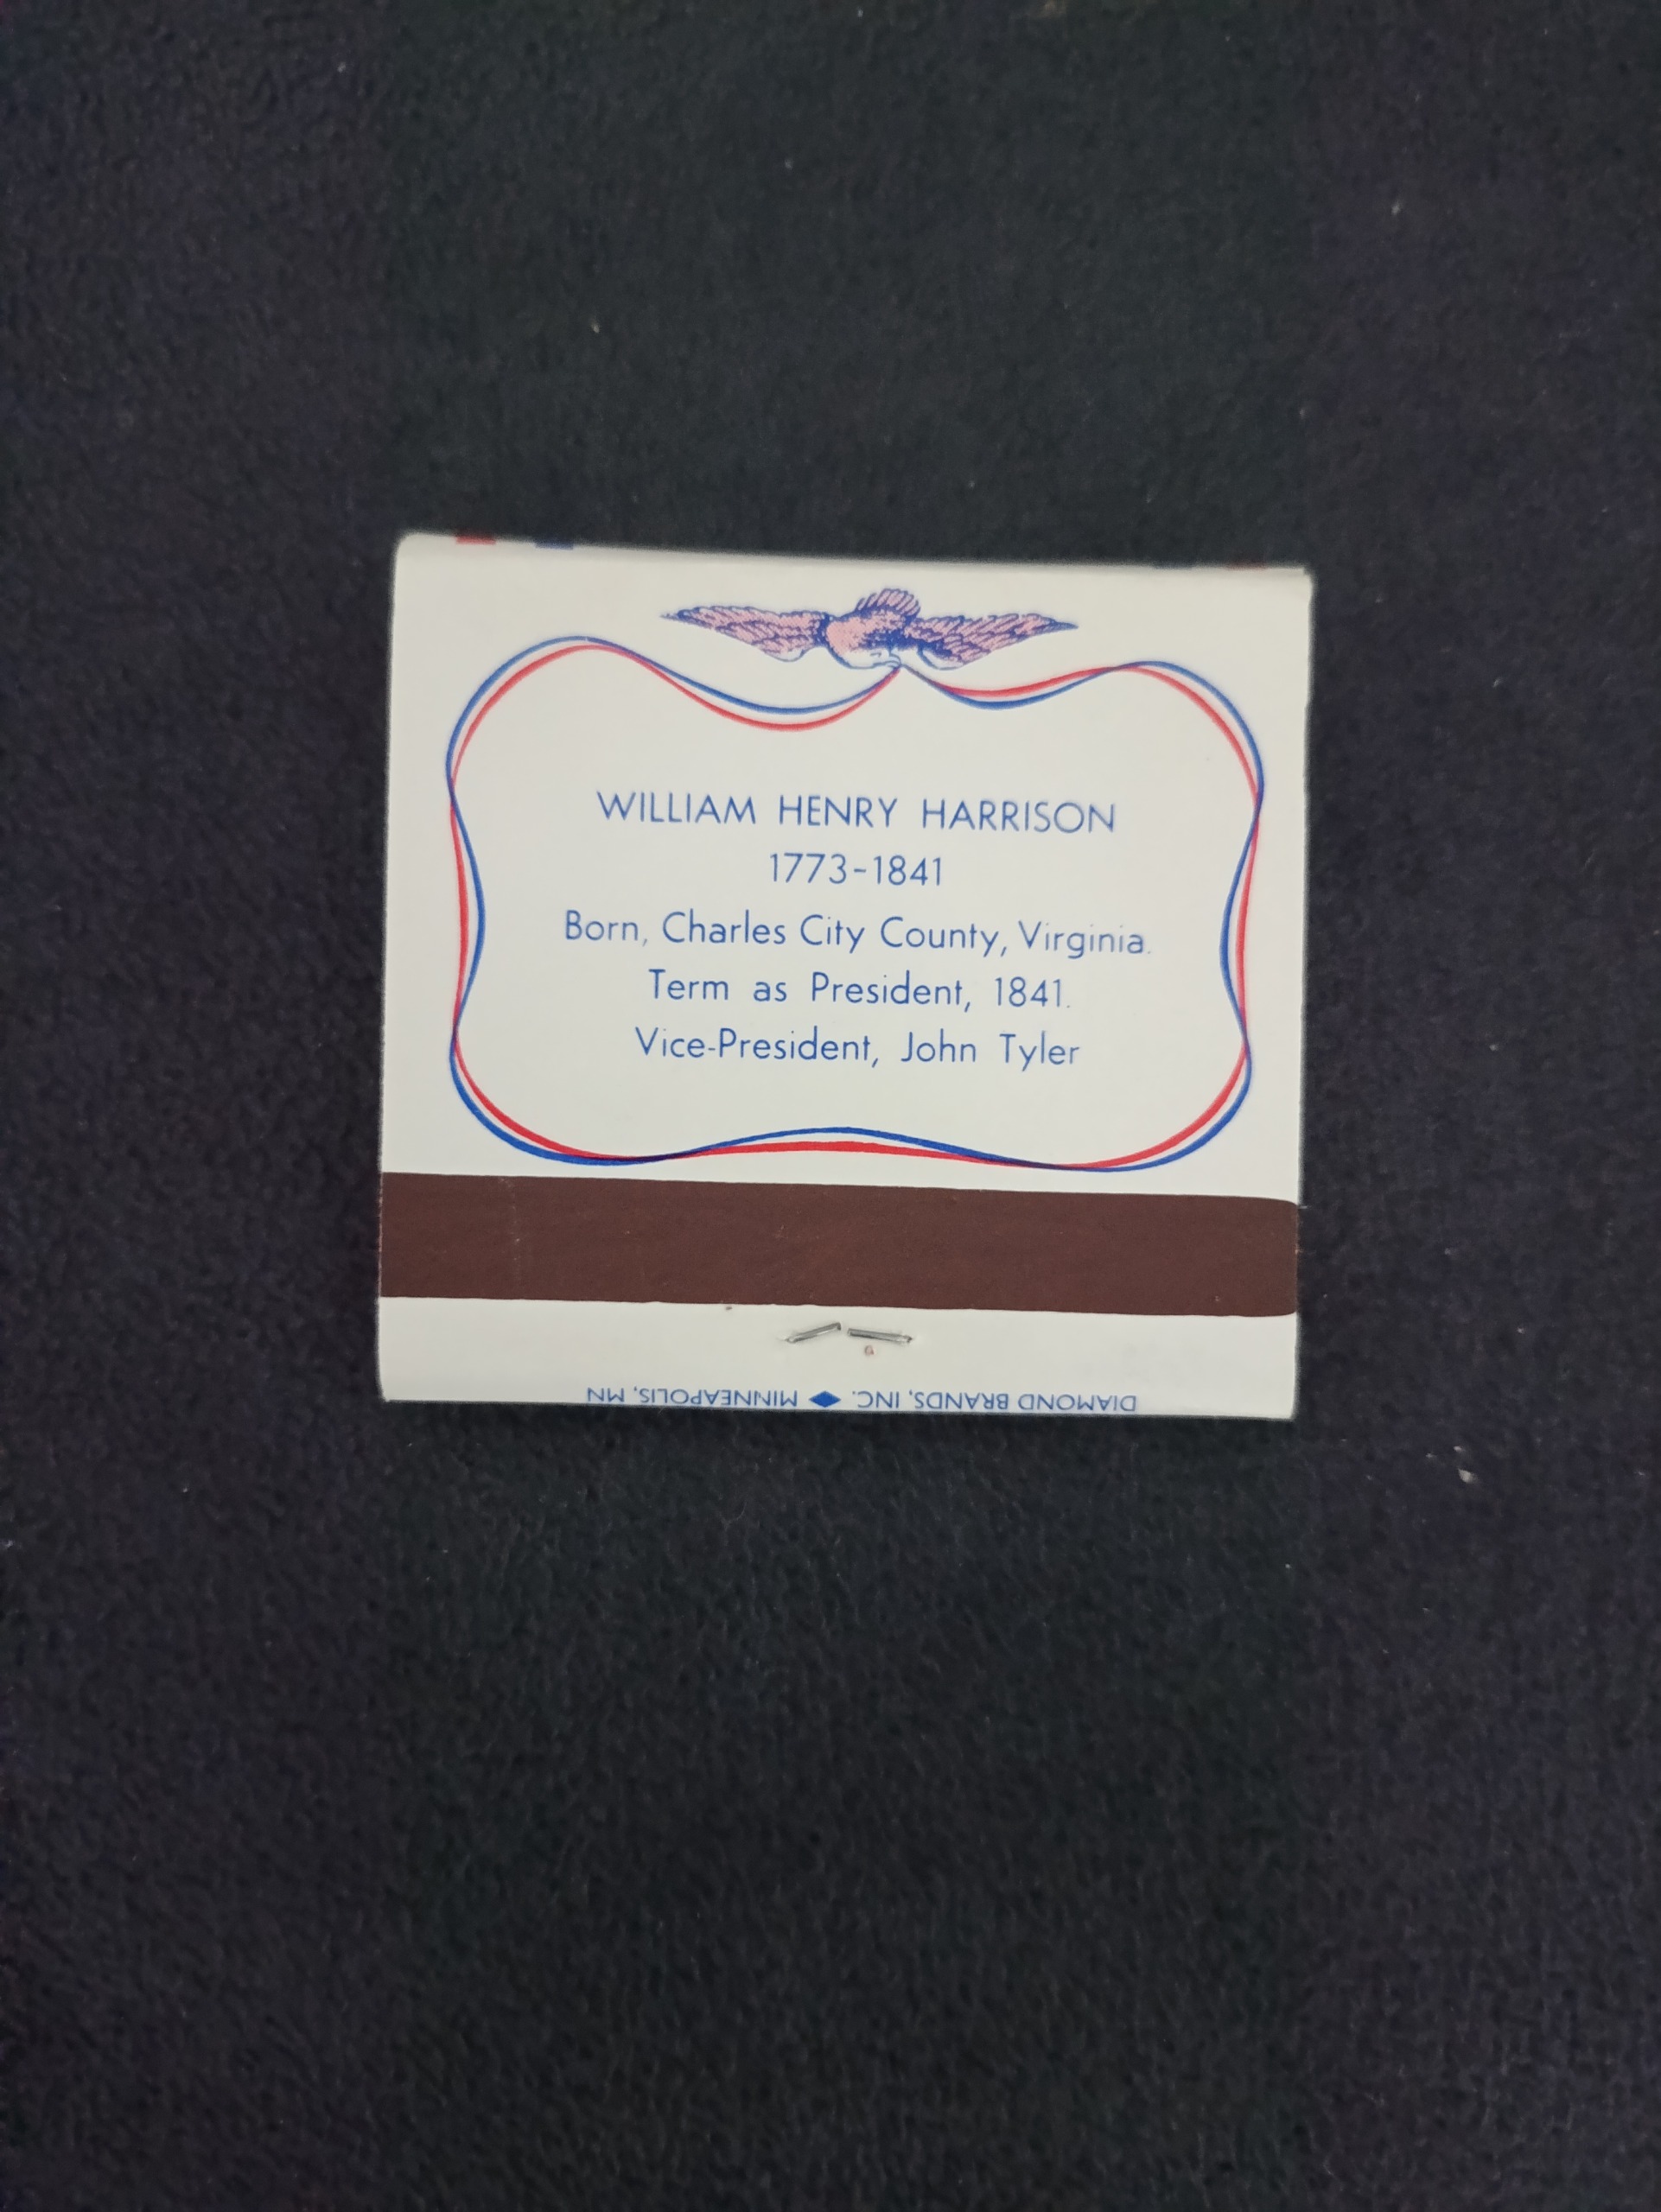 WILLIAM HENRY HARRISON
1773-1841
Born, Charles City County, Virginia.
Term as President, 1841.
Vice-President, John Tyler
DIAMOND BRANDS, INC. ◆ MINNEAPOLIS, MN